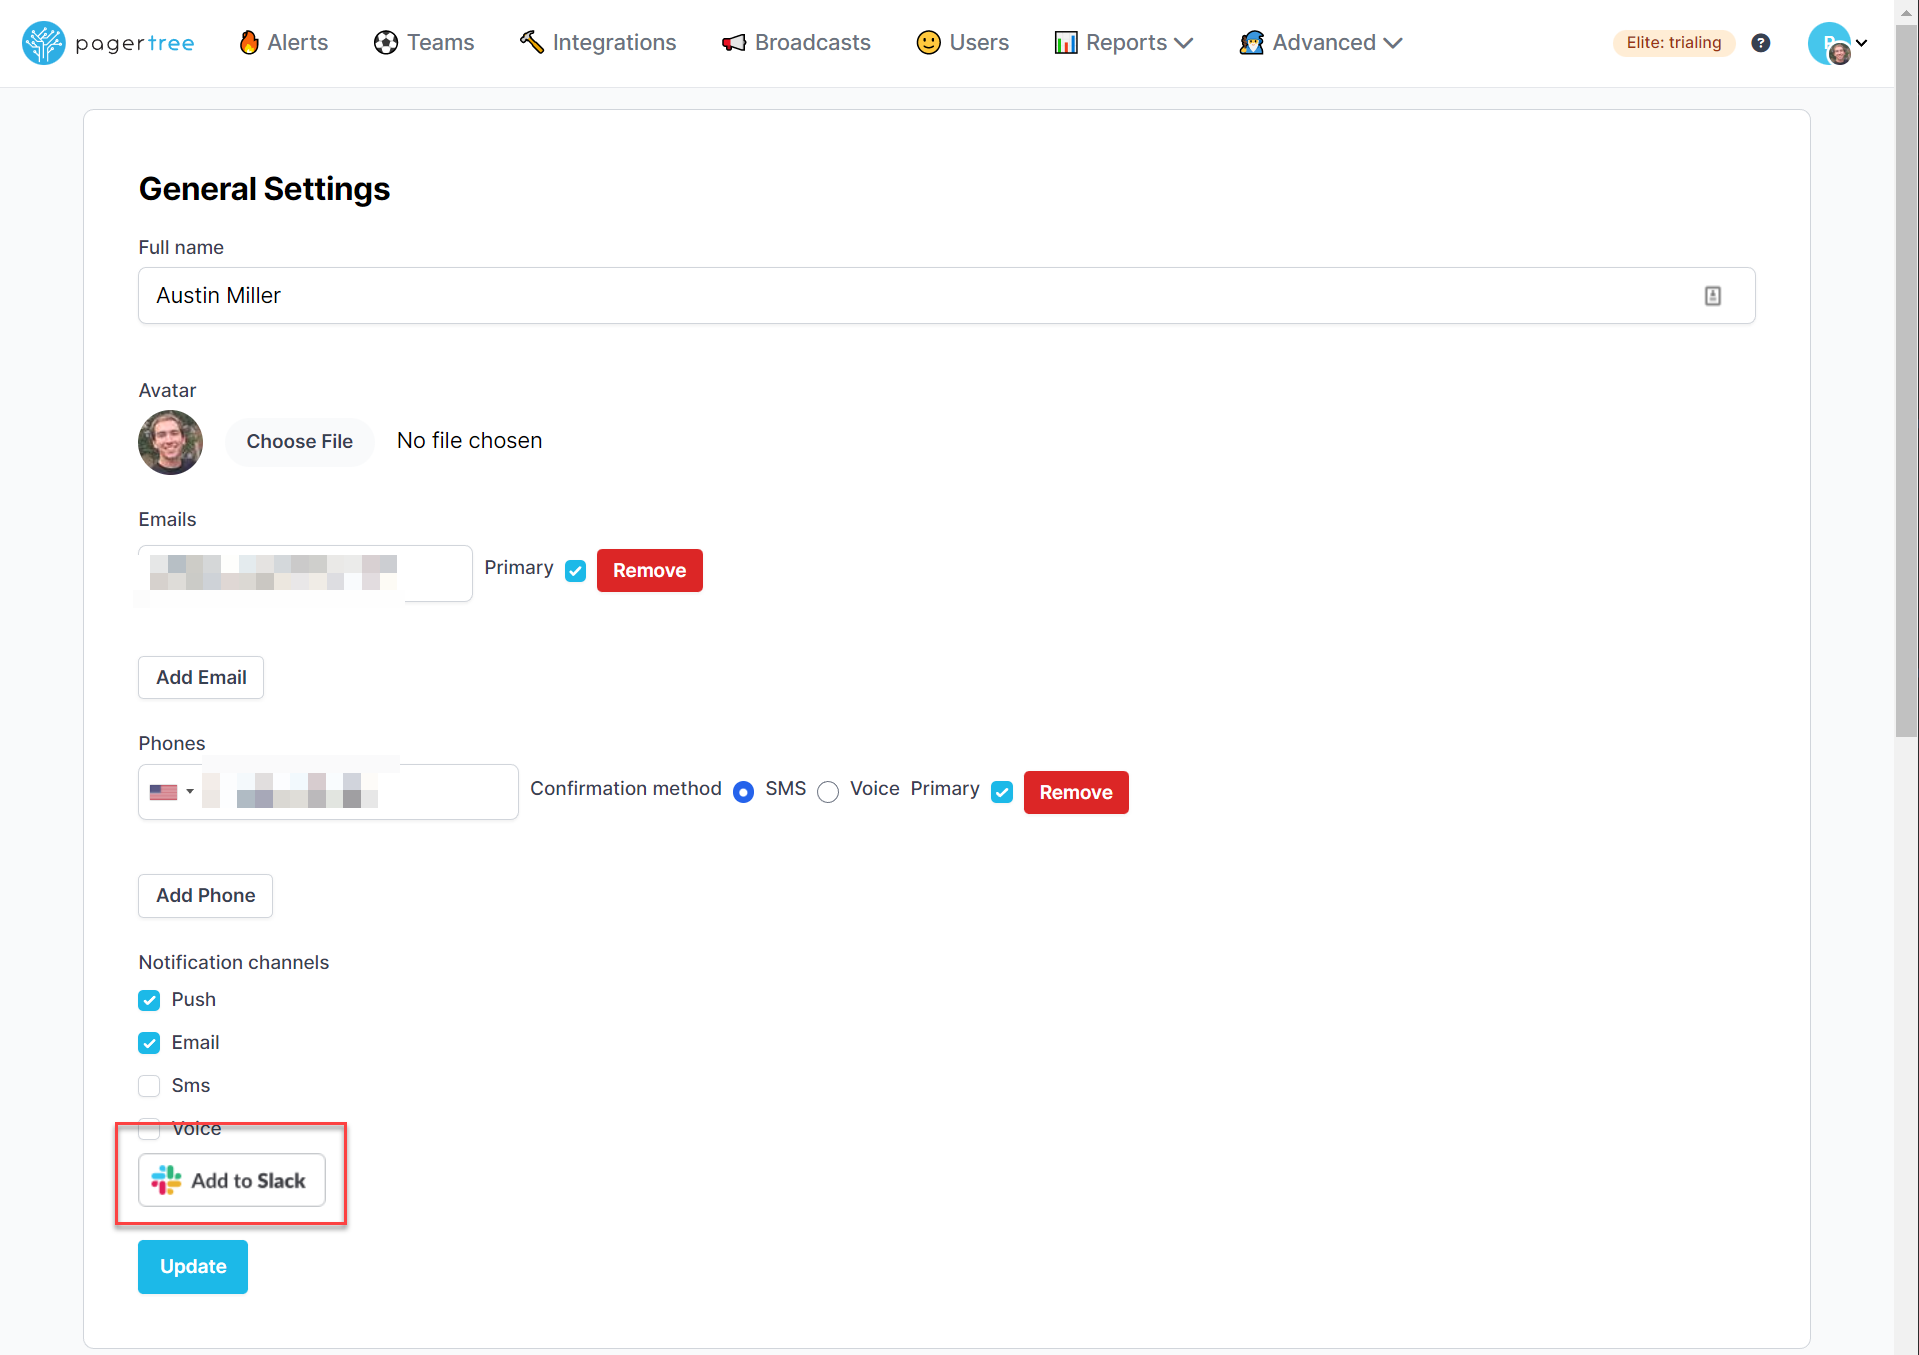 pagertree Alerts Teams Integrations Broadcasts Users Reports Advanced Elite: trialing ?
General Settings
Full name
Austin Miller
Avatar
Choose File No file chosen
Emails
Primary Remove
Add Email
Phones
Confirmation method SMS Voice Primary Remove
Add Phone
Notification channels
Push
Email
Sms
Voice
Add to Slack
Update